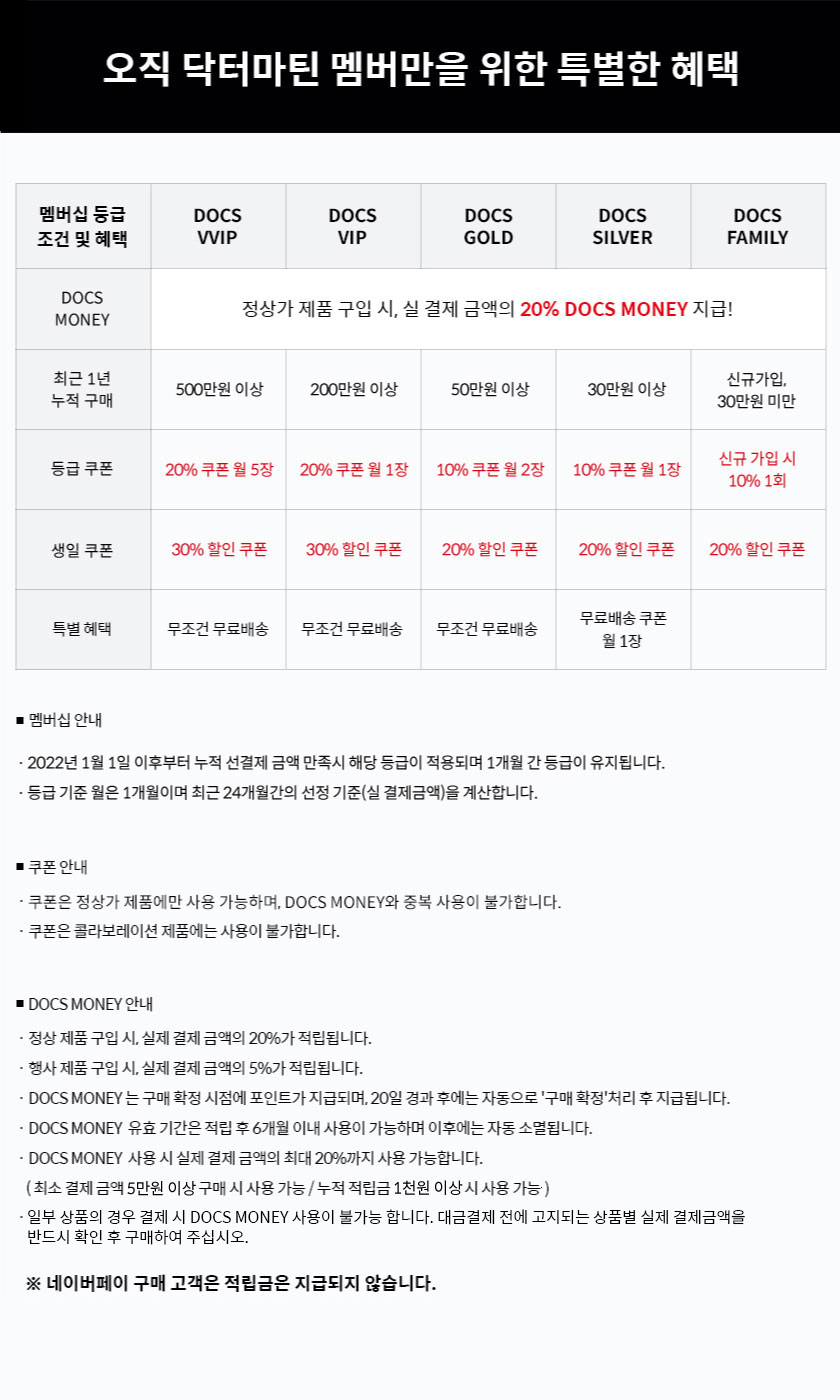 오직 닥터마틴 멤버만을 위한 특별한 혜택
멤버십 등급
조건 및 혜택
DOCS
VVIP
DOCS
VIP
DOCS
GOLD
DOCS
SILVER
DOCS
FAMILY
DOCS
MONEY
정상가 제품 구입 시, 실 결제 금액의 20% DOCS MONEY 지급!
최근 1년
누적 구매
500만원 이상
200만원 이상
50만원 이상
30만원 이상
신규가입,
30만원 미만
등급 쿠폰
20% 쿠폰 월 5장
20% 쿠폰 월 1장
10% 쿠폰 월 2장
10% 쿠폰 월 1장
신규 가입 시
10% 1회
생일 쿠폰
30% 할인 쿠폰
30% 할인 쿠폰
20% 할인 쿠폰
20% 할인 쿠폰
20% 할인 쿠폰
특별 혜택
무조건 무료배송
무조건 무료배송
무조건 무료배송
무료배송 쿠폰
월 1장
■ 멤버십 안내
· 2022년 1월 1일 이후부터 누적 선결제 금액 만족시 해당 등급이 적용되며 1개월 간 등급이 유지됩니다.
· 등급 기준 월은 1개월이며 최근 24개월간의 선정 기준(실 결제금액)을 계산합니다.
■ 쿠폰 안내
· 쿠폰은 정상가 제품에만 사용 가능하며, DOCS MONEY와 중복 사용이 불가합니다.
· 쿠폰은 콜라보레이션 제품에는 사용이 불가합니다.
■ DOCS MONEY 안내
· 정상 제품 구입 시, 실제 결제 금액의 20%가 적립됩니다.
· 행사 제품 구입 시, 실제 결제 금액의 5%가 적립됩니다.
· DOCS MONEY 는 구매 확정 시점에 포인트가 지급되며, 20일 경과 후에는 자동으로 '구매 확정'처리 후 지급됩니다.
· DOCS MONEY 유효 기간은 적립 후 6개월 이내 사용이 가능하며 이후에는 자동 소멸됩니다.
· DOCS MONEY 사용 시 실제 결제 금액의 최대 20%까지 사용 가능합니다.
( 최소 결제 금액 5만원 이상 구매 시 사용 가능 / 누적 적립금 1천원 이상 시 사용 가능· )
· 일부 상품의 경우 결제 시 DOCS MONEY 사용이 불가능 합니다. 대금결제 전에 고지되는 상품별 실제 결제금액을
반드시 확인 후 구매하여 주십시오.
※ 네이버페이 구매 고객은 적립금은 지급되지 않습니다.